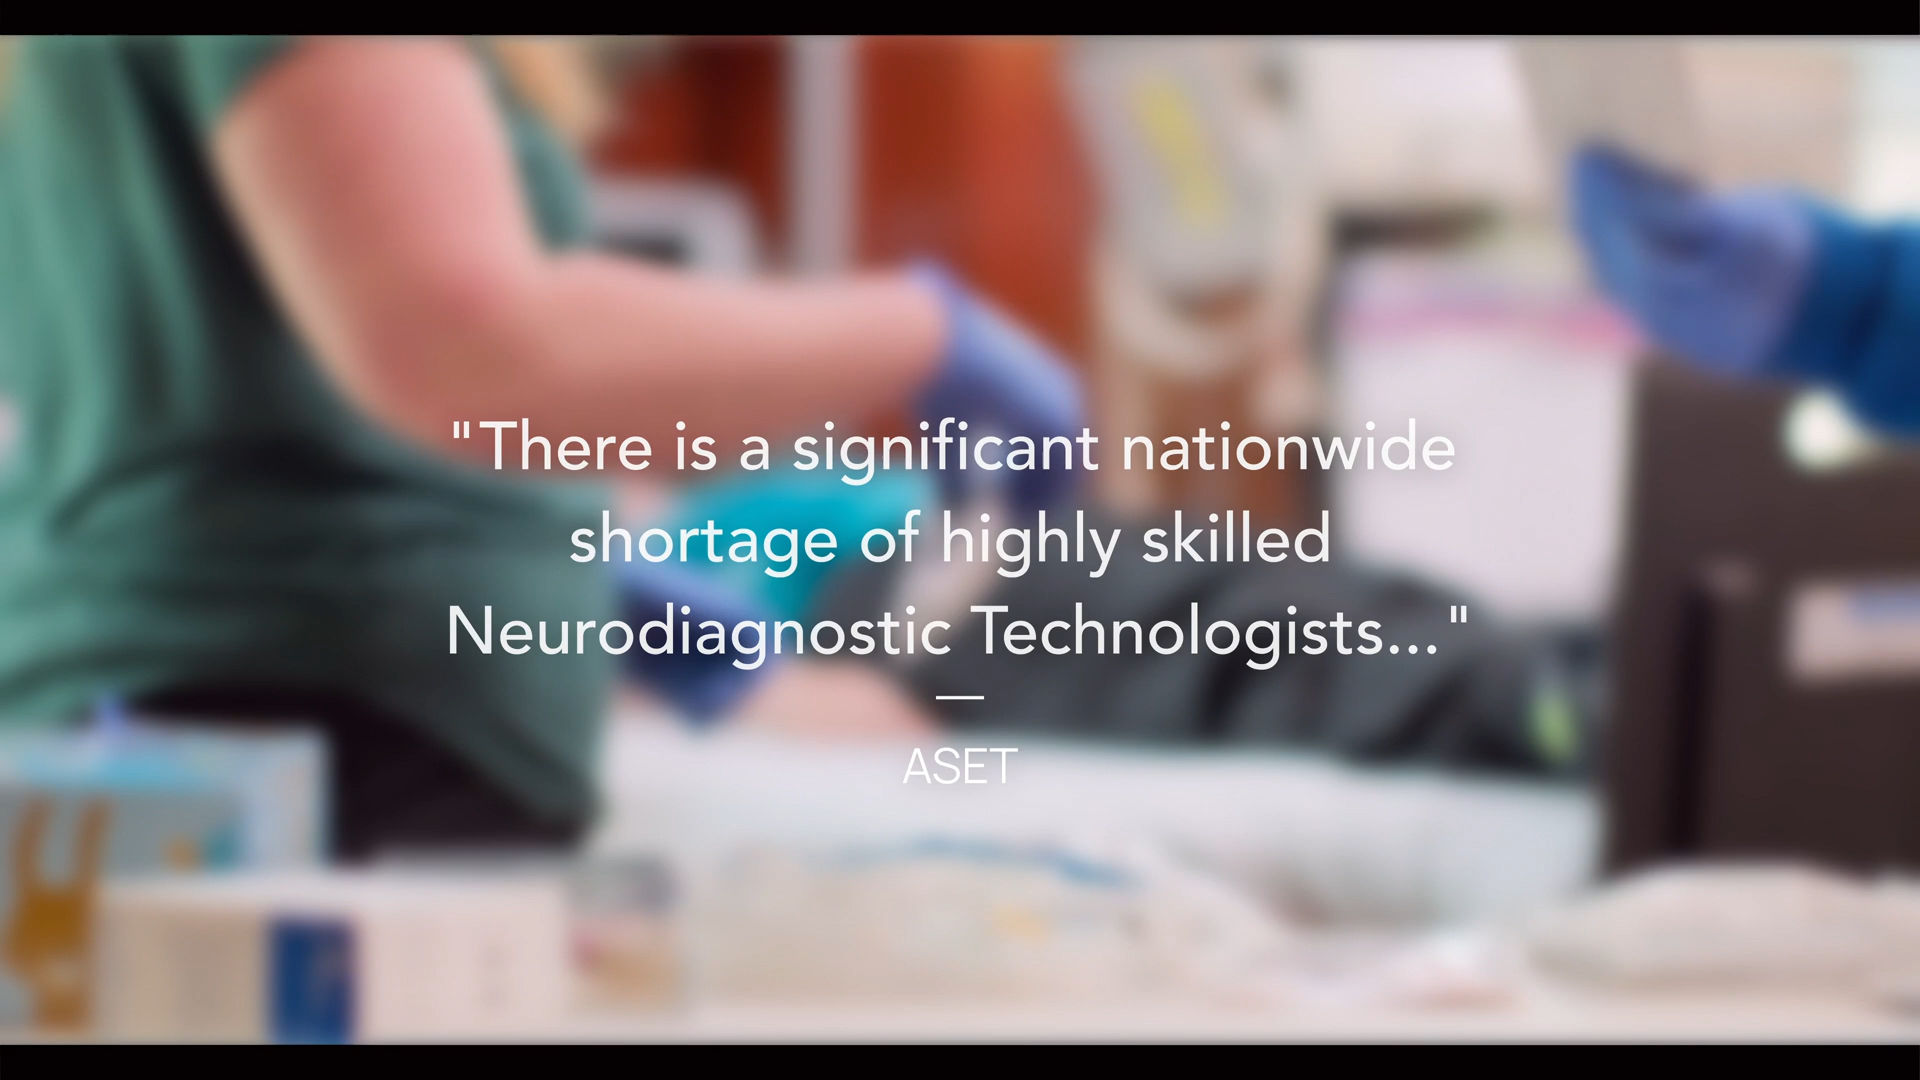 "There is a significant nationwide
shortage of highly skilled
Neurodiagnostic Technologists..."
ASET